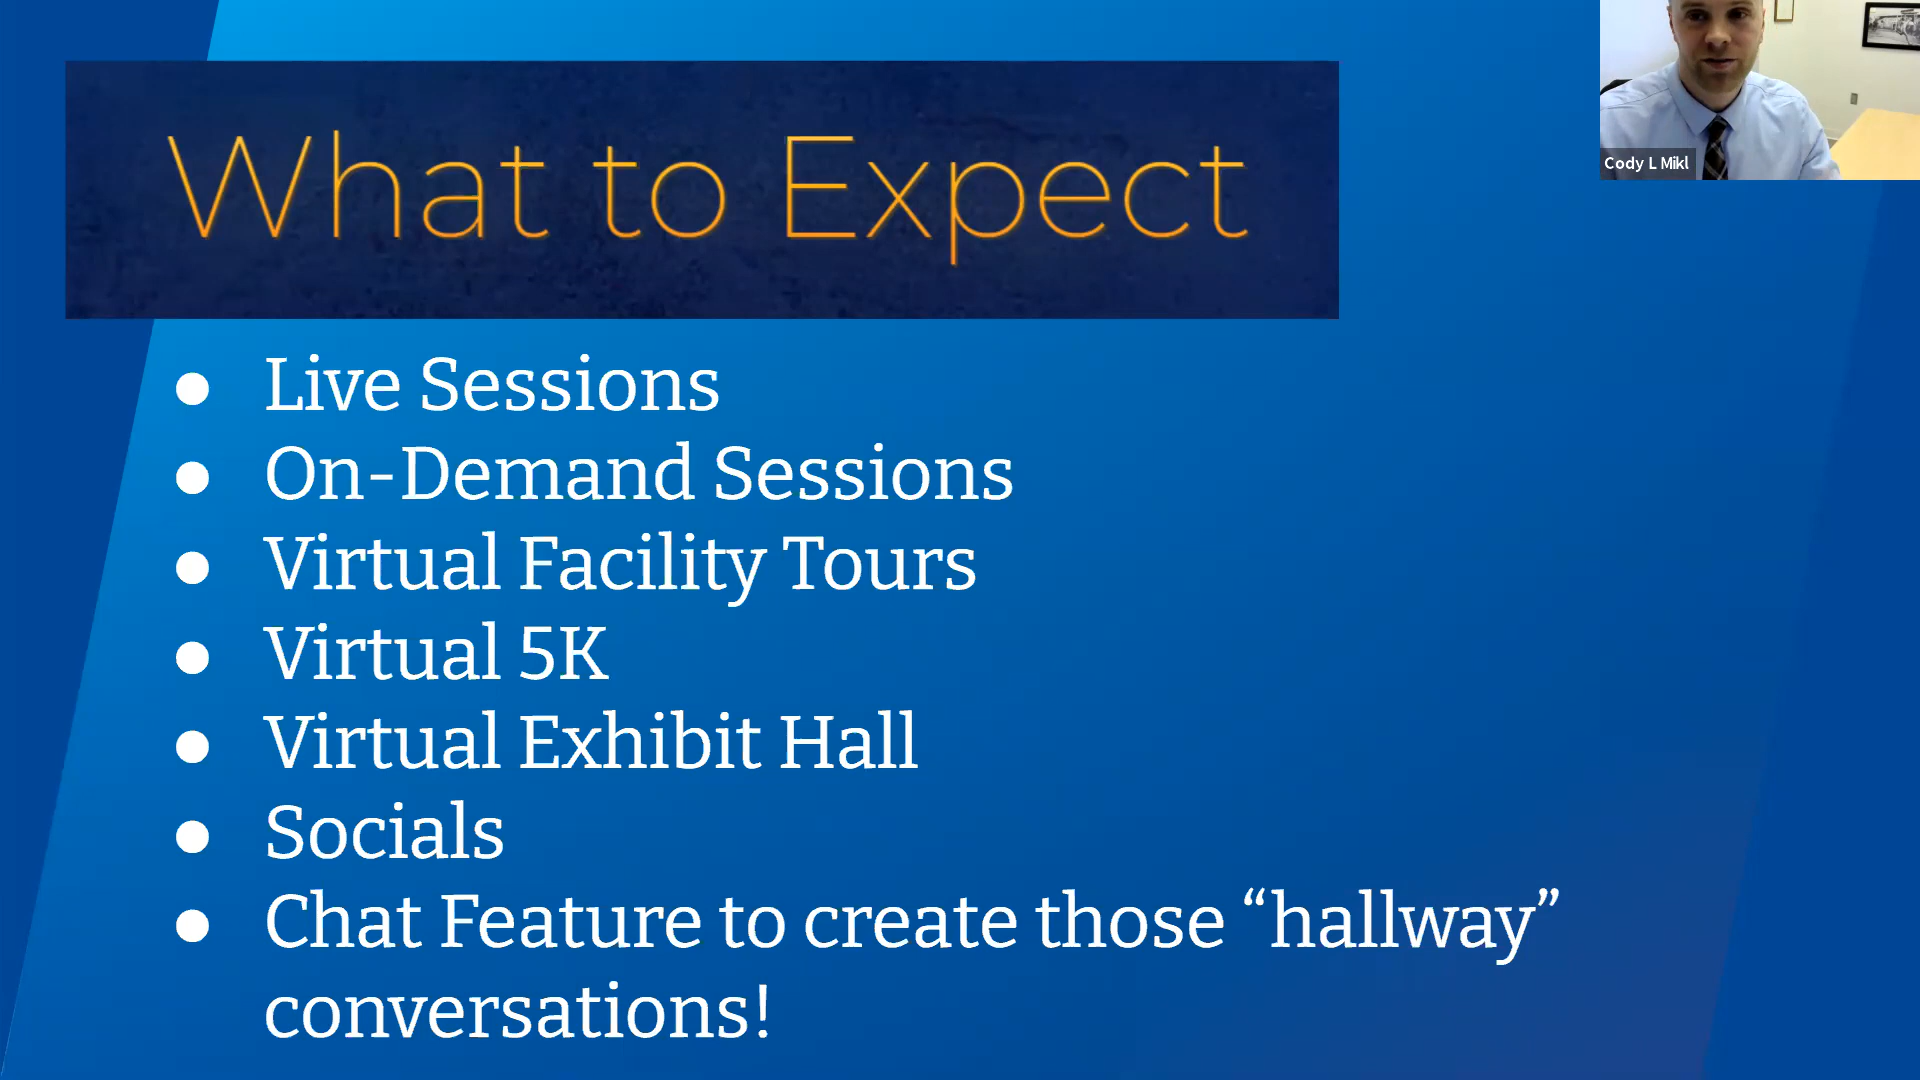 What to Expect
Cody L Mikl
● Live Sessions
● On-Demand Sessions
● Virtual Facility Tours
● Virtual 5K
● Virtual Exhibit Hall
● Socials
● Chat Feature to create those “hallway”
conversations!